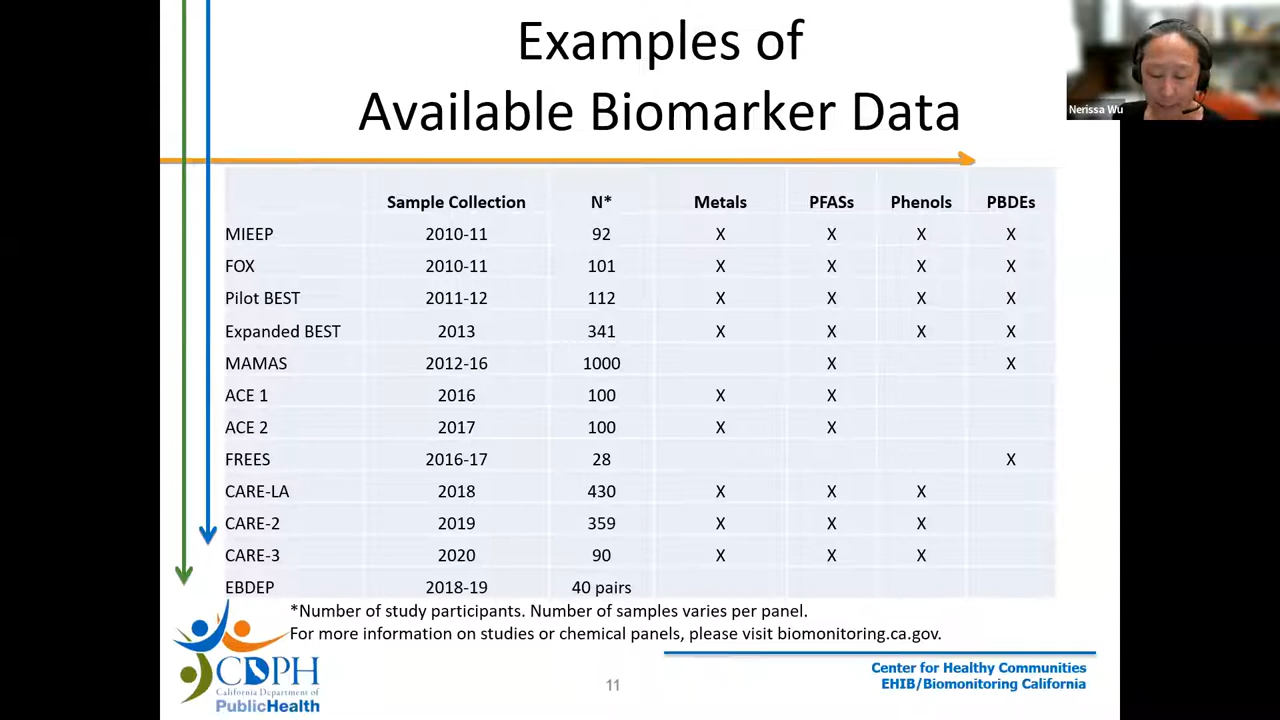 Examples of
Available Biomarker Data
Nerissa Wu
Sample Collection N* Metals PFASs Phenols PBDEs
MIEEP 2010-11 92 X X X X
FOX 2010-11 101 X X X X
Pilot BEST 2011-12 112 X X X X
Expanded BEST 2013 341 X X X X
MAMAS 2012-16 1000 X X
ACE 1 2016 100 X X
ACE 2 2017 100 X X
FREES 2016-17 28 X
CARE-LA 2018 430 X X X
CARE-2 2019 359 X X X
CARE-3 2020 90 X X X
EBDEP 2018-19 40 pairs
*Number of study participants. Number of samples varies per panel.
For more information on studies or chemical panels, please visit biomonitoring.ca.gov.
CDPH
California Department of
PublicHealth
11
Center for Healthy Communities
EHIB/Biomonitoring California